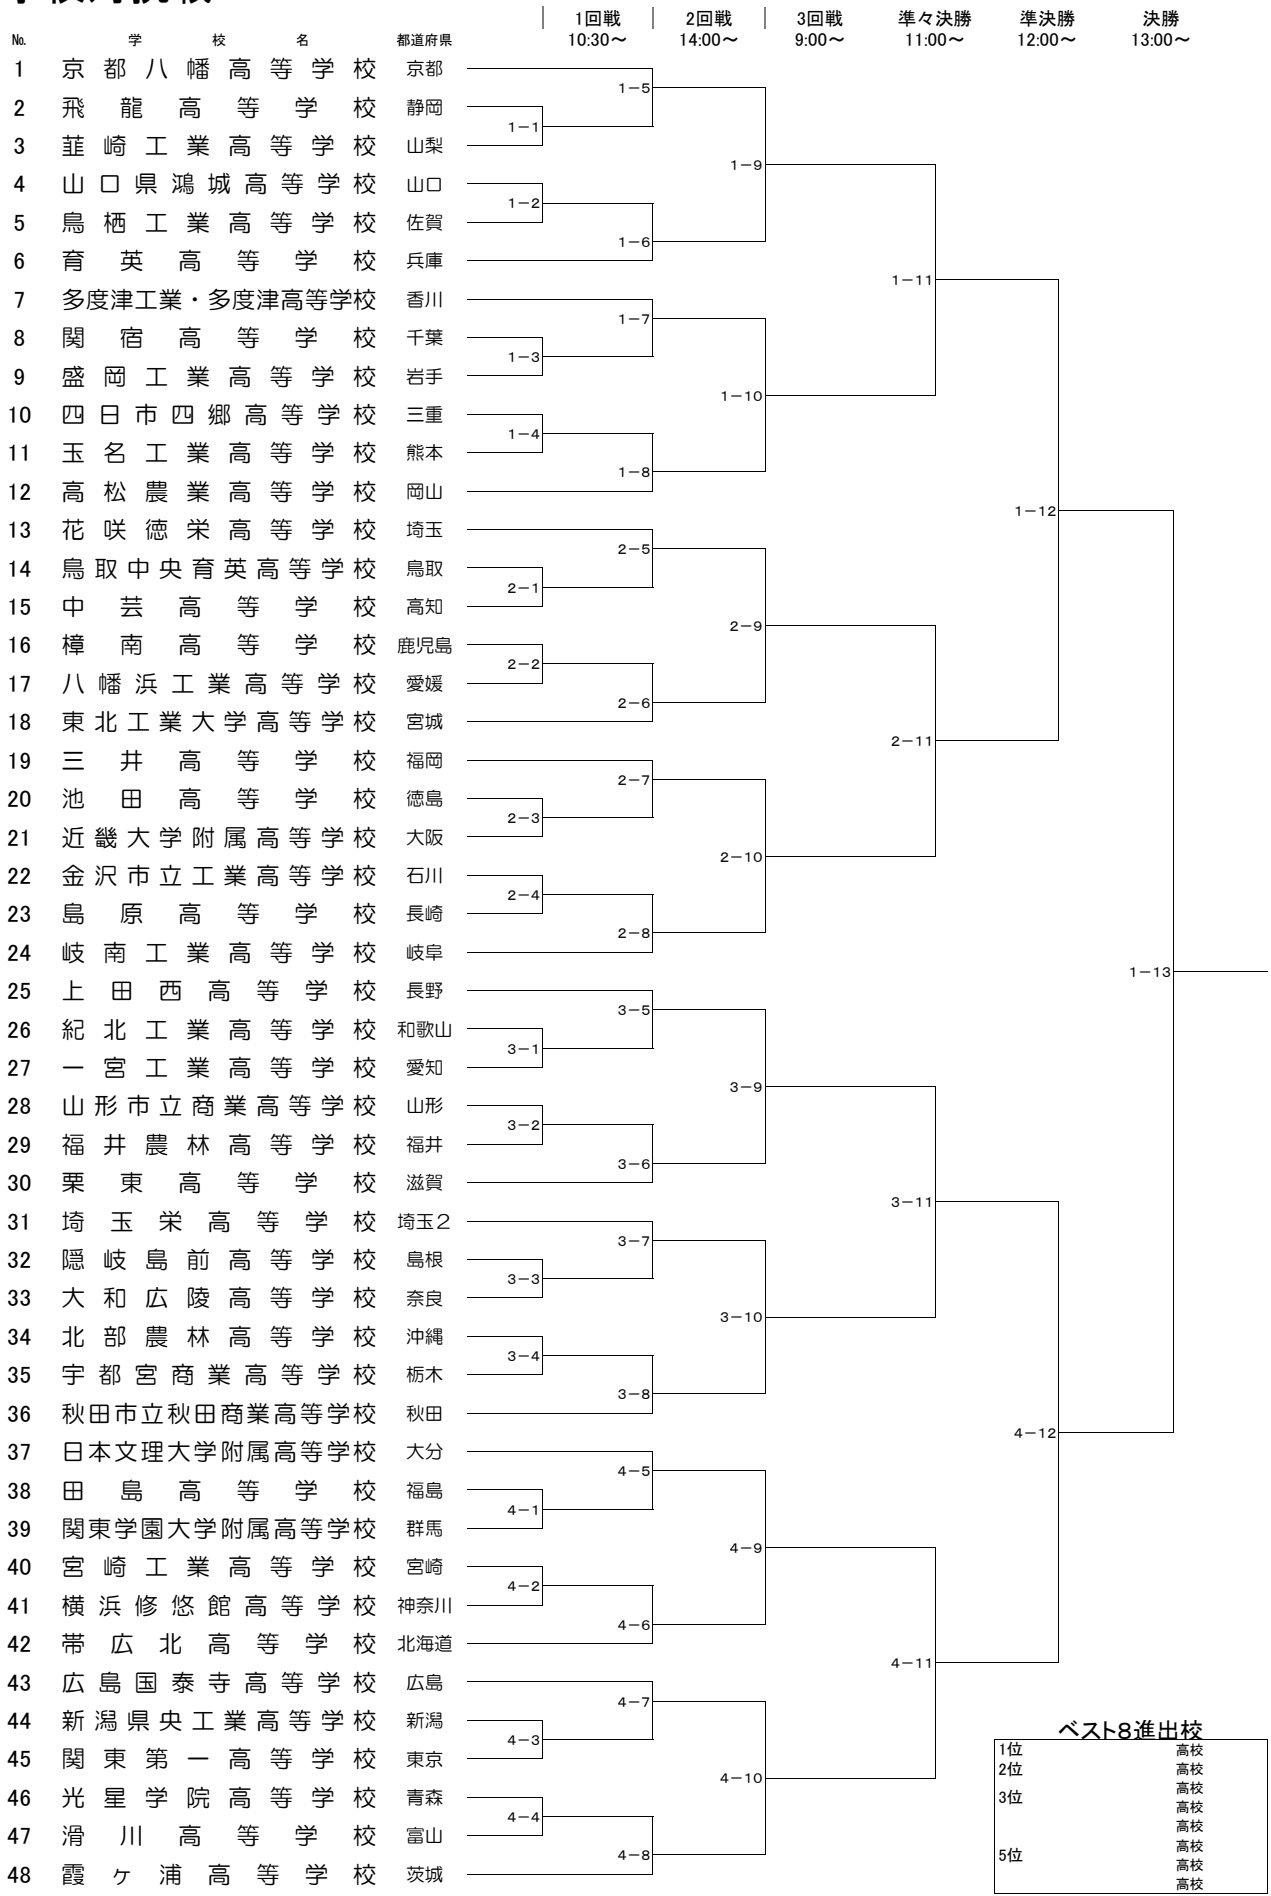 1回戦 2回戦 3回戦 準々決勝 準決勝 決勝
№ 学校名 都道府県 10:30～ 14:00～ 9:00～ 11:00～ 12:00～ 13:00～
1 京都八幡高等学校 京都
1－5
2 飛龍高等学校 静岡
1－1
3 韮崎工業高等学校 山梨
1－9
4 山口県鴻城高等学校 山口
1－2
5 鳥栖工業高等学校 佐賀
1－6
6 育英高等学校 兵庫
1－11
7 多度津工業・多度津高等学校 香川
1－7
8 関宿高等学校 千葉
1－3
9 盛岡工業高等学校 岩手
1－10
10 四日市四郷高等学校 三重
1－4
11 玉名工業高等学校 熊本
1－8
12 高松農業高等学校 岡山
1－12
13 花咲徳栄高等学校 埼玉
2－5
14 鳥取中央育英高等学校 鳥取
2－1
15 中芸高等学校 高知
2－9
16 樟南高等学校 鹿児島
2－2
17 八幡浜工業高等学校 愛媛
2－6
18 東北工業大学高等学校 宮城
2－11
19 三井高等学校 福岡
2－7
20 池田高等学校 徳島
2－3
21 近畿大学附属高等学校 大阪
2－10
22 金沢市立工業高等学校 石川
2－4
23 島原高等学校 長崎
2－8
24 岐南工業高等学校 岐阜
1－13
25 上田西高等学校 長野
3－5
26 紀北工業高等学校 和歌山
3－1
27 一宮工業高等学校 愛知
3－9
28 山形市立商業高等学校 山形
3－2
29 福井農林高等学校 福井
3－6
30 栗東高等学校 滋賀
3－11
31 埼玉栄高等学校 埼玉２
3－7
32 隠岐島前高等学校 島根
3－3
33 大和広陵高等学校 奈良
3－10
34 北部農林高等学校 沖縄
3－4
35 宇都宮商業高等学校 栃木
3－8
36 秋田市立秋田商業高等学校 秋田
4－12
37 日本文理大学附属高等学校 大分
4－5
38 田島高等学校 福島
4－1
39 関東学園大学附属高等学校 群馬
4－9
40 宮崎工業高等学校 宮崎
4－2
41 横浜修悠館高等学校 神奈川
4－6
42 帯広北高等学校 北海道
4－11
43 広島国泰寺高等学校 広島
4－7
44 新潟県央工業高等学校 新潟
4－3
45 関東第一高等学校 東京
4－10
46 光星学院高等学校 青森
4－4
47 滑川高等学校 富山
4－8
48 霞ヶ浦高等学校 茨城
ベスト８進出校
1位 高校
2位 高校
3位 高校
高校
5位 高校
高校
高校
高校